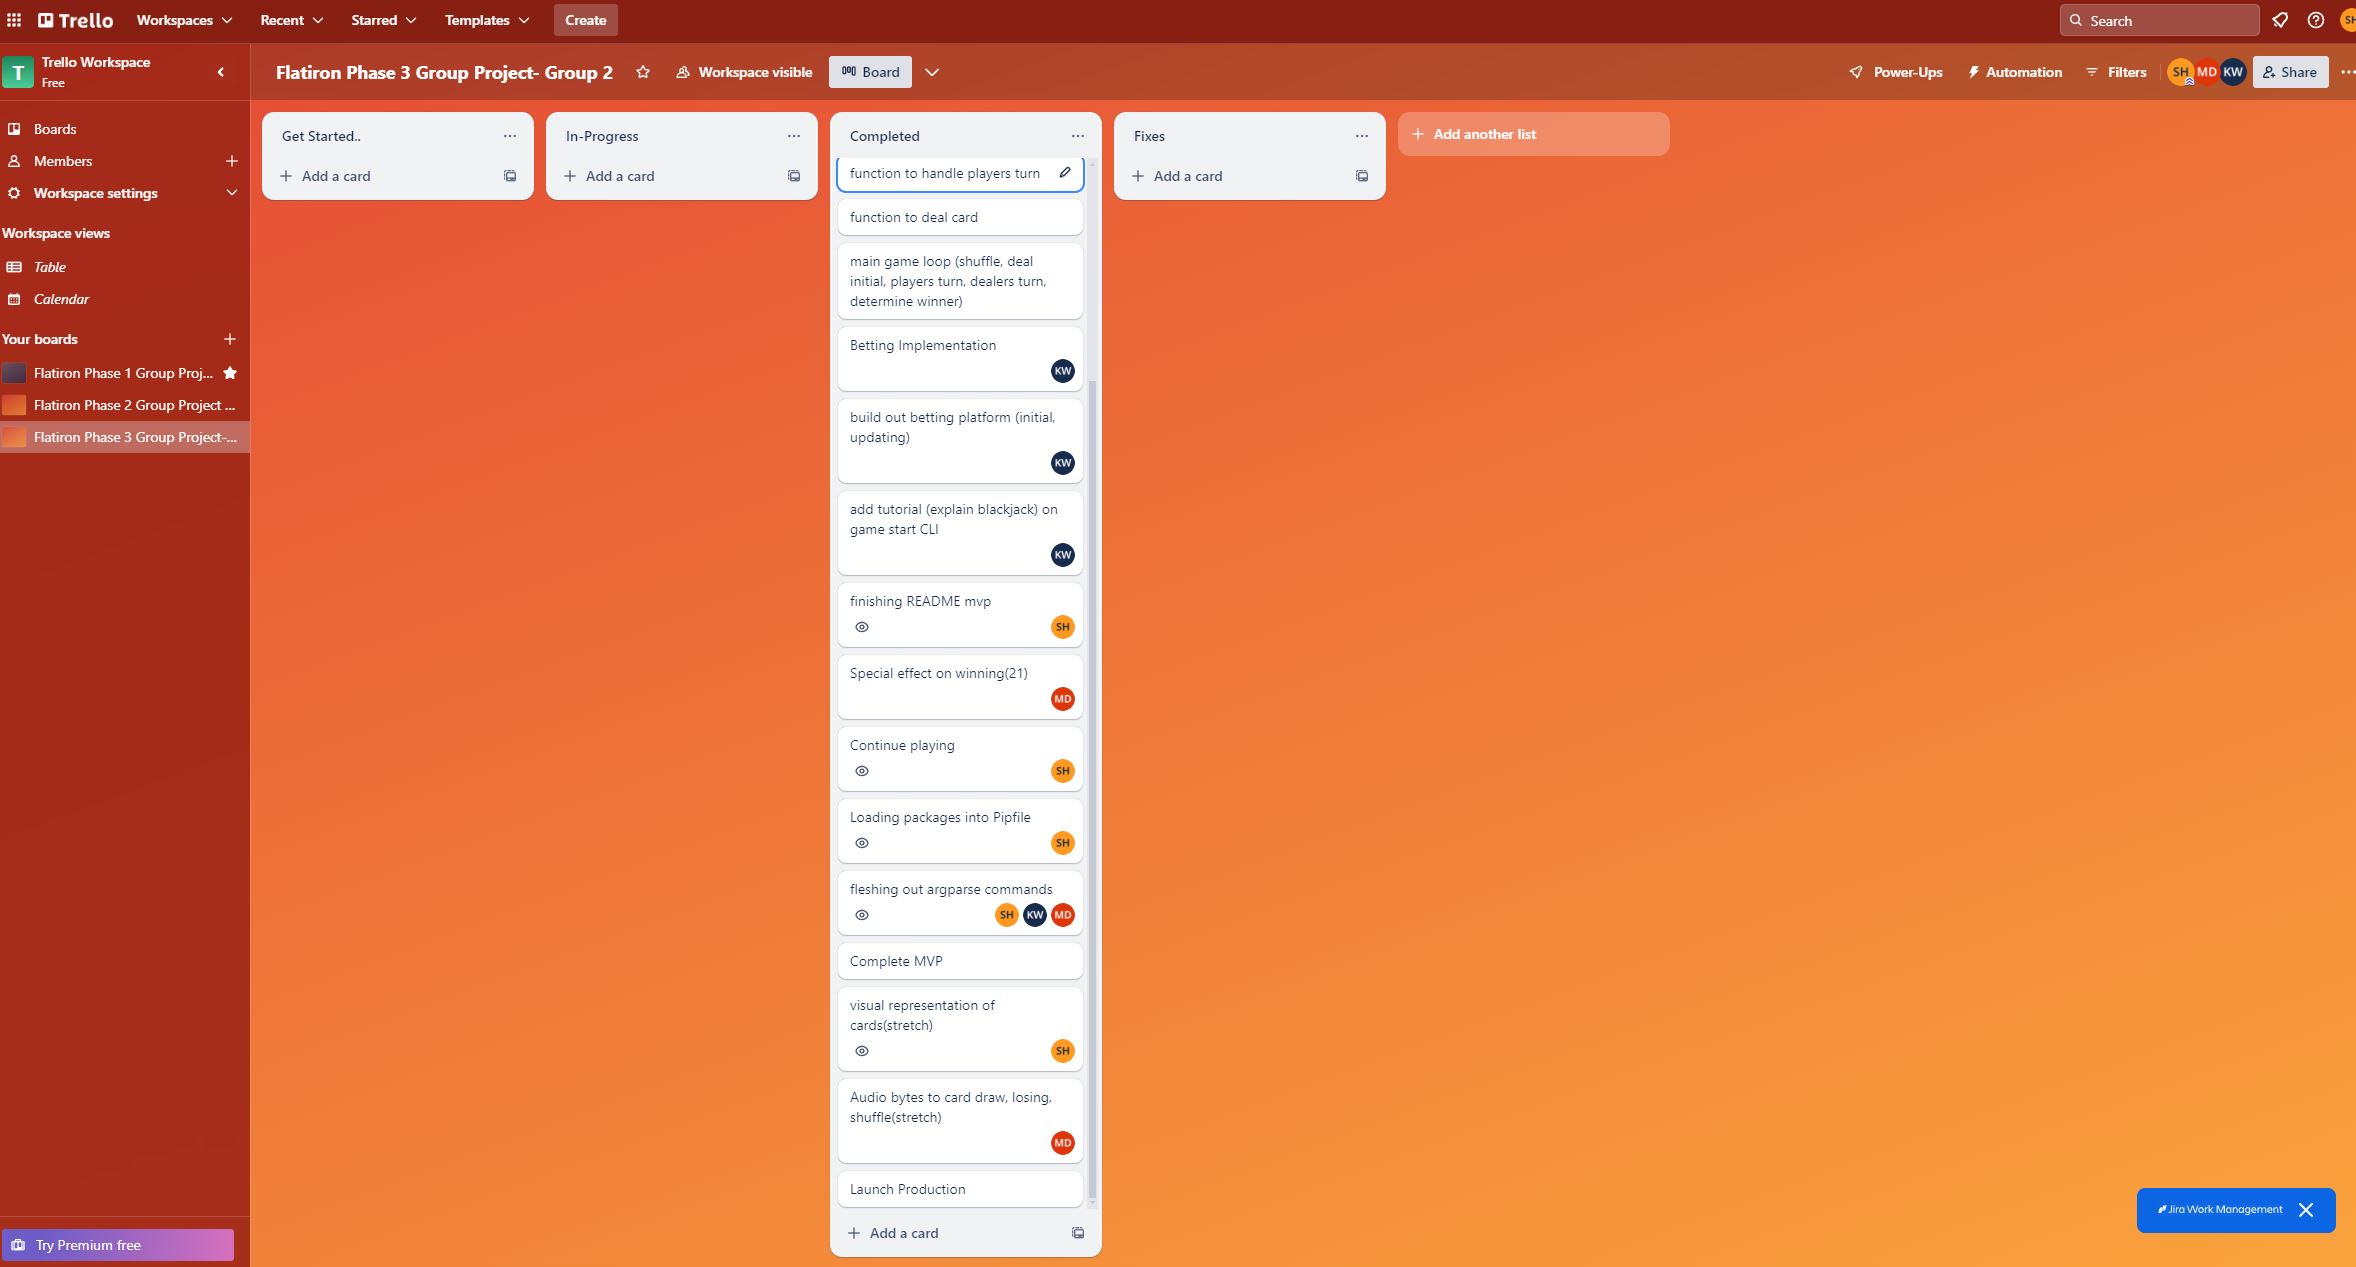 Trello
Workspaces
Recent
Starred
Templates
Create
Search
SH
T
Trello Workspace
Free
Flatiron Phase 3 Group Project- Group 2
Workspace visible
Board
Power-Ups
Automation
Filters
SH
MD
KW
Share
Boards
Members
Workspace settings
Workspace views
Table
Calendar
Your boards
Flatiron Phase 1 Group Proj...
Flatiron Phase 2 Group Project ...
Flatiron Phase 3 Group Project-...
Try Premium free
Get Started..
Add a card
In-Progress
Add a card
Completed
function to handle players turn
function to deal card
main game loop (shuffle, deal
initial, players turn, dealers turn,
determine winner)
Betting Implementation
KW
build out betting platform (initial,
updating)
KW
add tutorial (explain blackjack) on
game start CLI
KW
finishing README mvp
SH
Special effect on winning(21)
MD
Continue playing
SH
Loading packages into Pipfile
SH
fleshing out argparse commands
SH KW MD
Complete MVP
visual representation of
cards(stretch)
SH
Audio bytes to card draw, losing,
shuffle(stretch)
MD
Launch Production
Add a card
Fixes
Add a card
Add another list
Jira Work Management